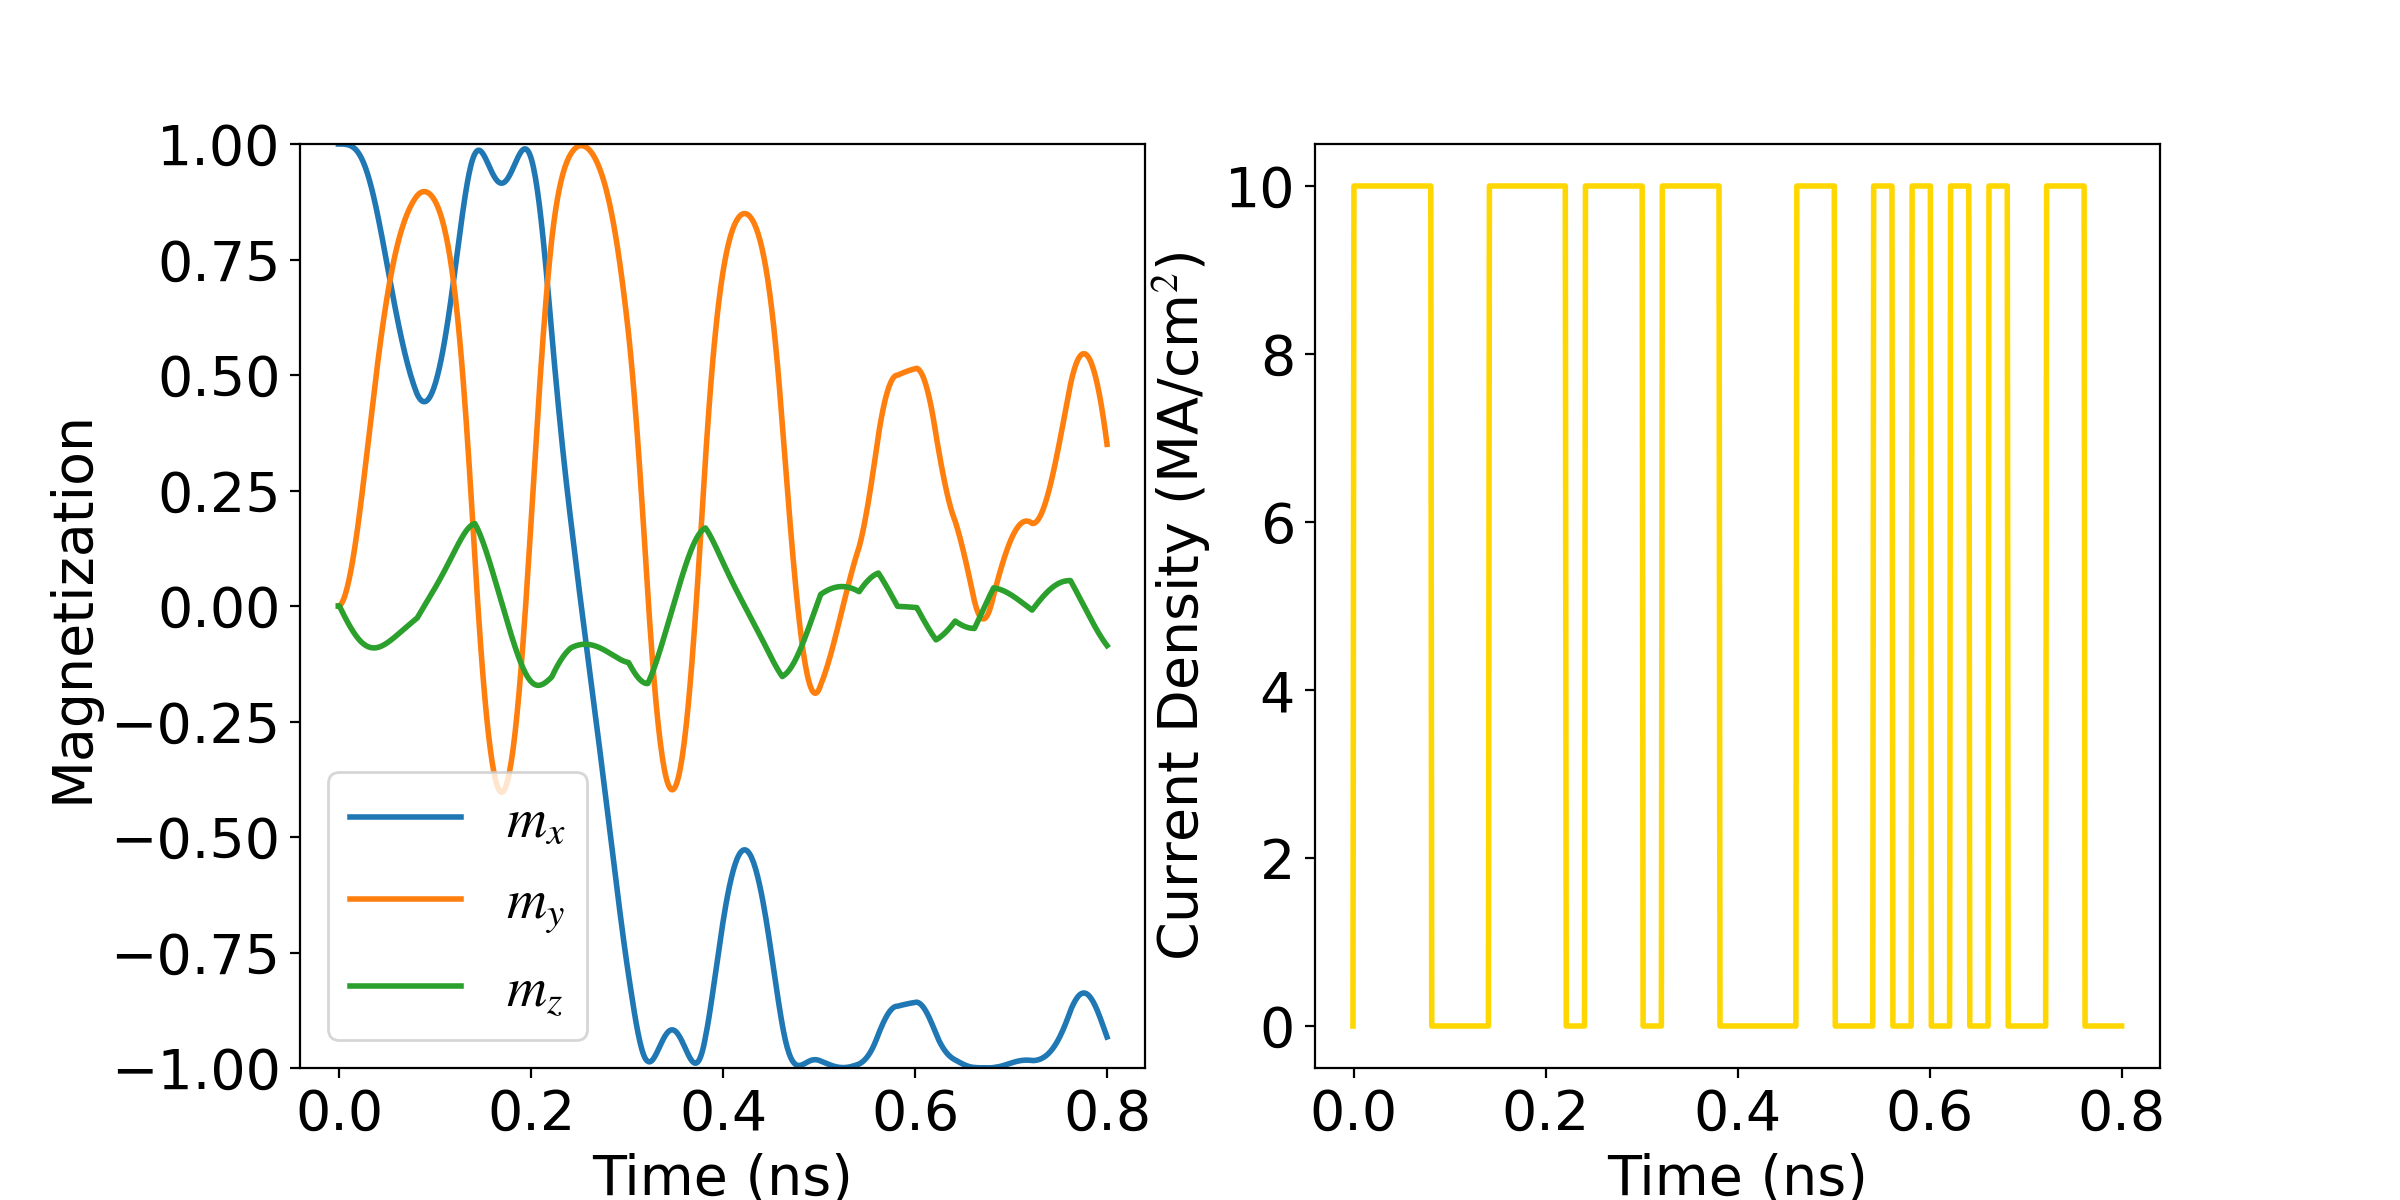 Magnetization
1.00
0.75
0.50
0.25
0.00
−0.25
−0.50
−0.75
−1.00
m_x
m_y
m_z
0.0 0.2 0.4 0.6 0.8
Time (ns)
Current Density (MA/cm²)
10
8
6
4
2
0
0.0 0.2 0.4 0.6 0.8
Time (ns)